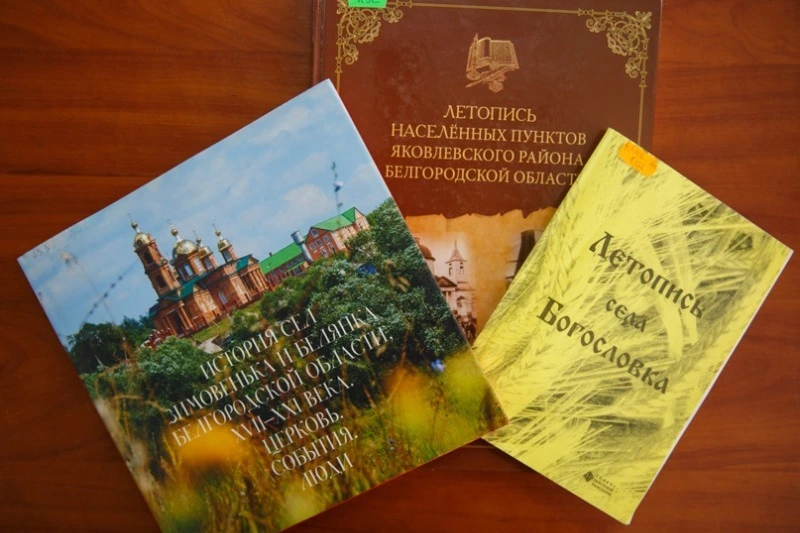 ЛЕТОПИСЬ
НАСЕЛЁННЫХ ПУНКТОВ
ЯКОВЛЕВСКОГО РАЙОНА
БЕЛГОРОДСКОЙ ОБЛАСТ
ИСТОРИЯ СЕЛ
ЗИМОВЕНЬКА И БЕЛЯНКА
БЕЛГОРОДСКОЙ ОБЛАСТИ.
XVII-XXI ВЕКА.
ЦЕРКОВЬ.
СОБЫТИЯ.
ЛЮДИ
Летопись
села
Богословка